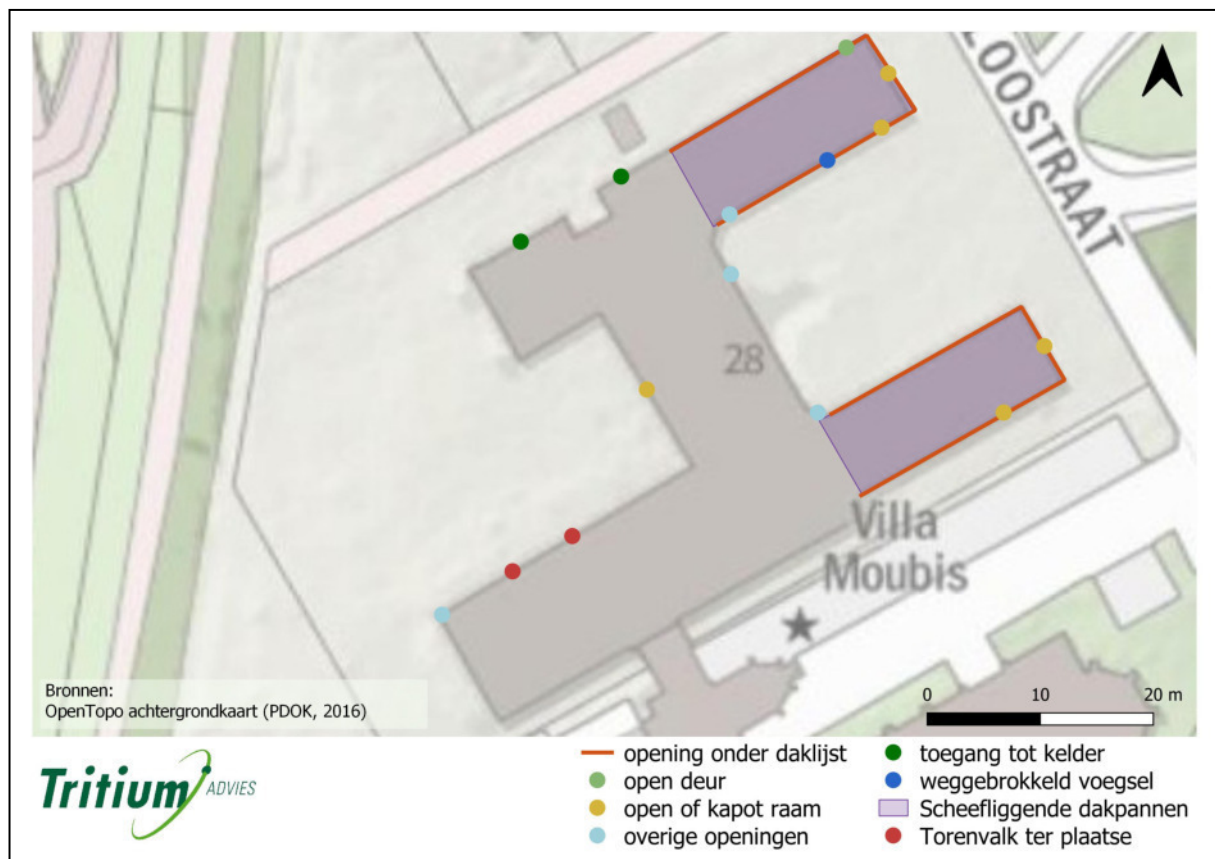 LOOSTRAAT
28
Villa
Moubis
Bronnen:
OpenTopo achtergrondkaart (PDOK, 2016)
0 10 20 m
Tritium ADVIES
opening onder daklijst
open deur
open of kapot raam
overige openingen
toegang tot kelder
weggebrokkeld voegsel
Scheefliggende dakpannen
Torenvalk ter plaatse